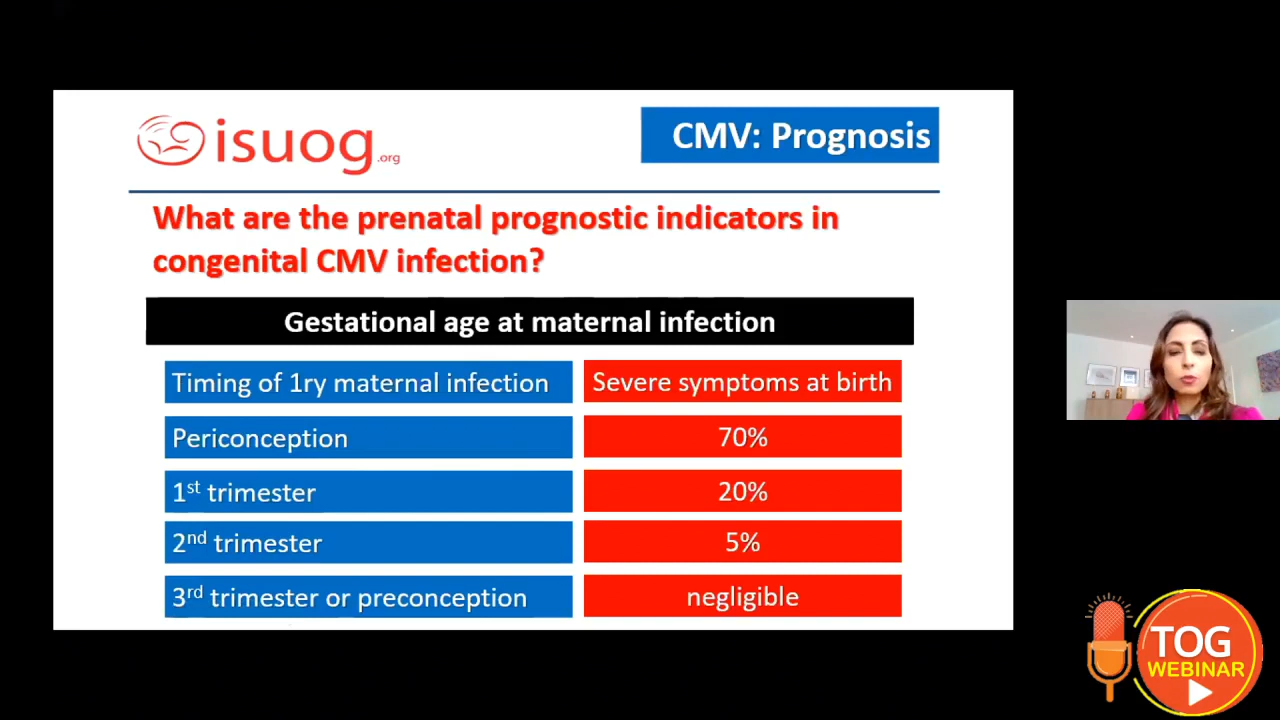 isuog.org
CMV: Prognosis
What are the prenatal prognostic indicators in
congenital CMV infection?
Gestational age at maternal infection
Timing of 1ry maternal infection
Severe symptoms at birth
Periconception
70%
1st trimester
20%
2nd trimester
5%
3rd trimester or preconception
negligible
TOG
WEBINAR